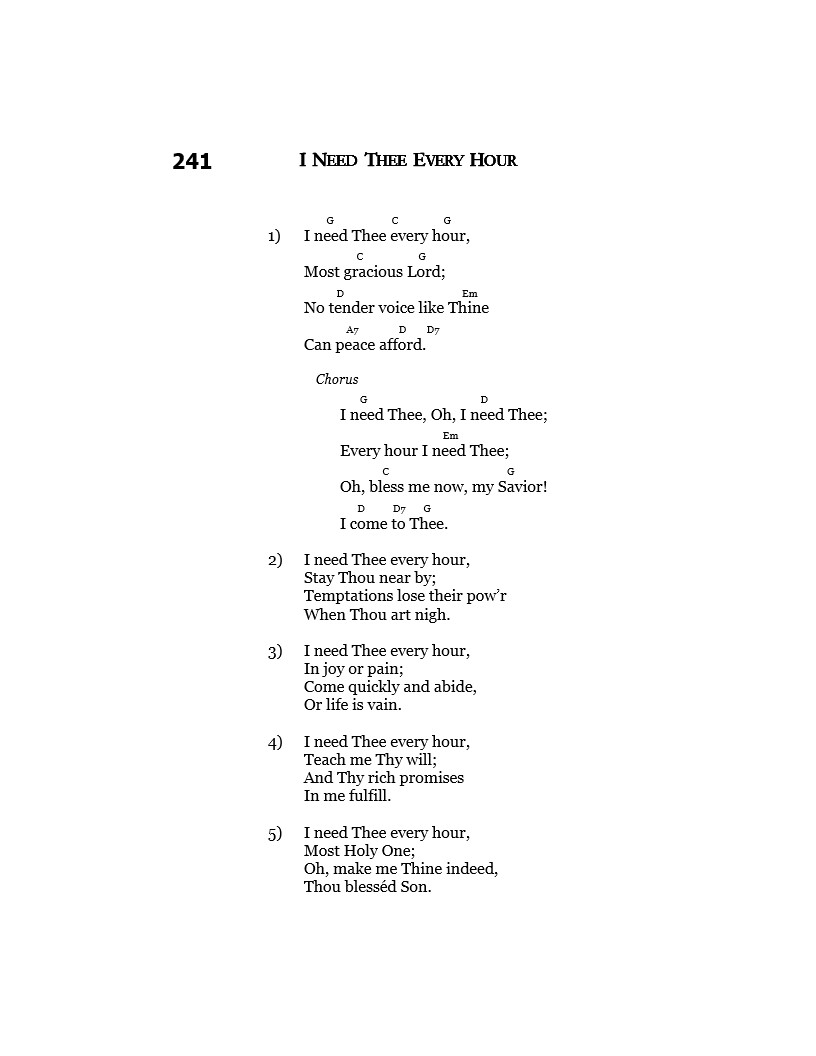 241 I NEED THEE EVERY HOUR
G C G
1) I need Thee every hour,
C G
Most gracious Lord;
D Em
No tender voice like Thine
A7 D D7
Can peace afford.
Chorus
G D
I need Thee, Oh, I need Thee;
Em
Every hour I need Thee;
C G
Oh, bless me now, my Savior!
D D7 G
I come to Thee.
2) I need Thee every hour,
Stay Thou near by;
Temptations lose their pow’r
When Thou art nigh.
3) I need Thee every hour,
In joy or pain;
Come quickly and abide,
Or life is vain.
4) I need Thee every hour,
Teach me Thy will;
And Thy rich promises
In me fulfill.
5) I need Thee every hour,
Most Holy One;
Oh, make me Thine indeed,
Thou blesséd Son.